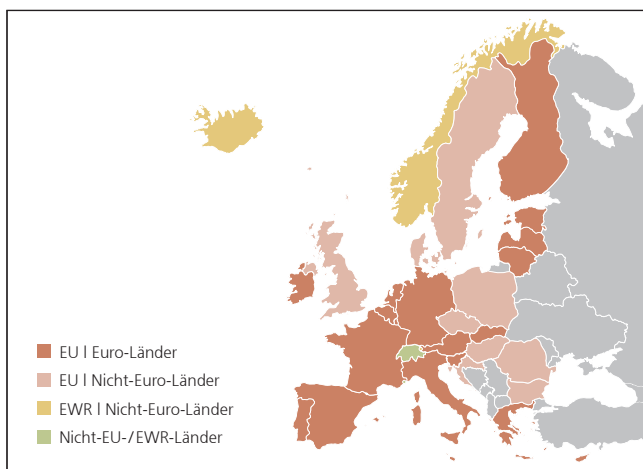 EU I Euro-Länder
EU I Nicht-Euro-Länder
EWR I Nicht-Euro-Länder
Nicht-EU-/EWR-Länder